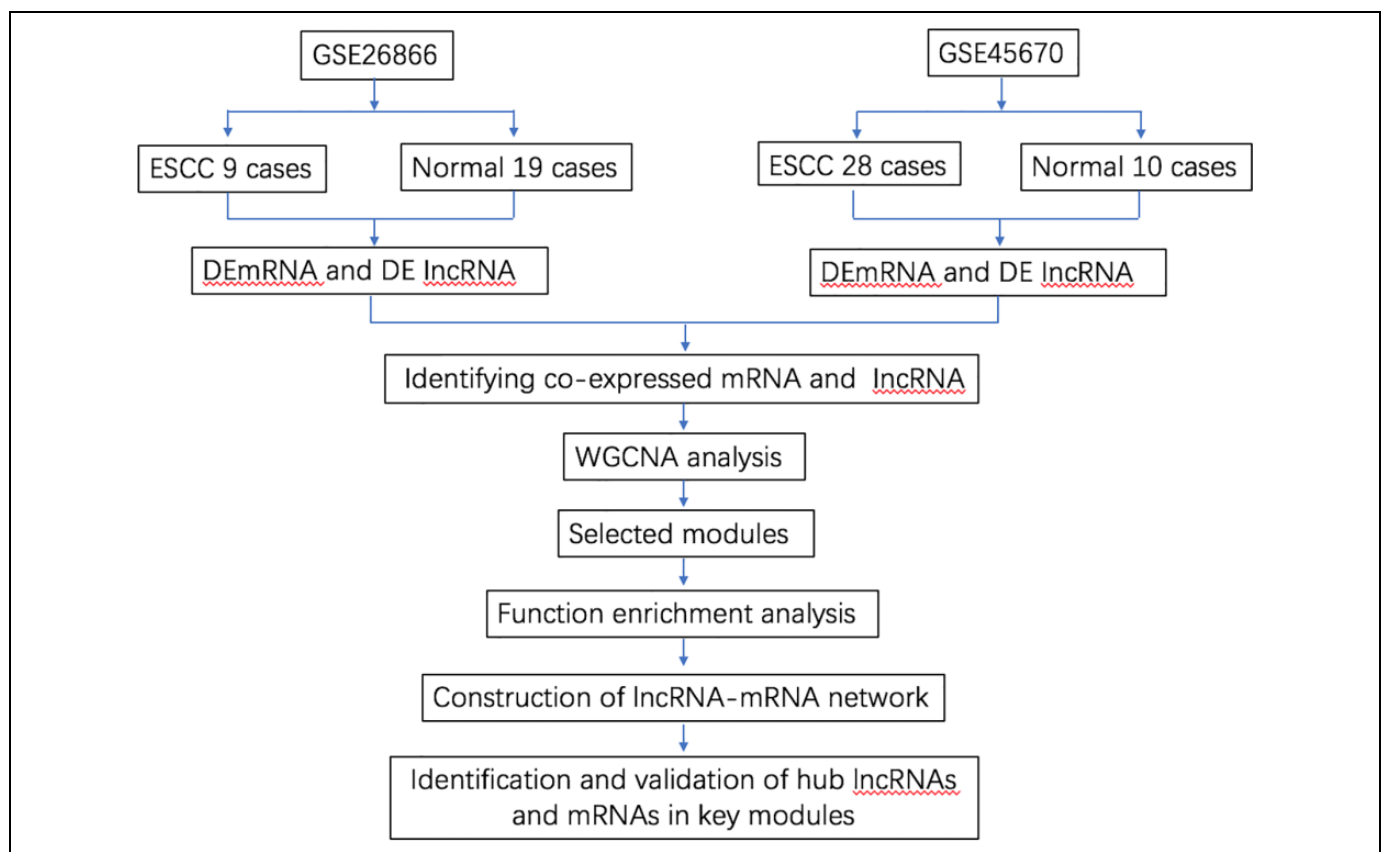 GSE26866
GSE45670
ESCC 9 cases
Normal 19 cases
ESCC 28 cases
Normal 10 cases
DEmRNA and DE lncRNA
DEmRNA and DE lncRNA
Identifying co-expressed mRNA and lncRNA
WGCNA analysis
Selected modules
Function enrichment analysis
Construction of lncRNA-mRNA network
Identification and validation of hub lncRNAs
and mRNAs in key modules